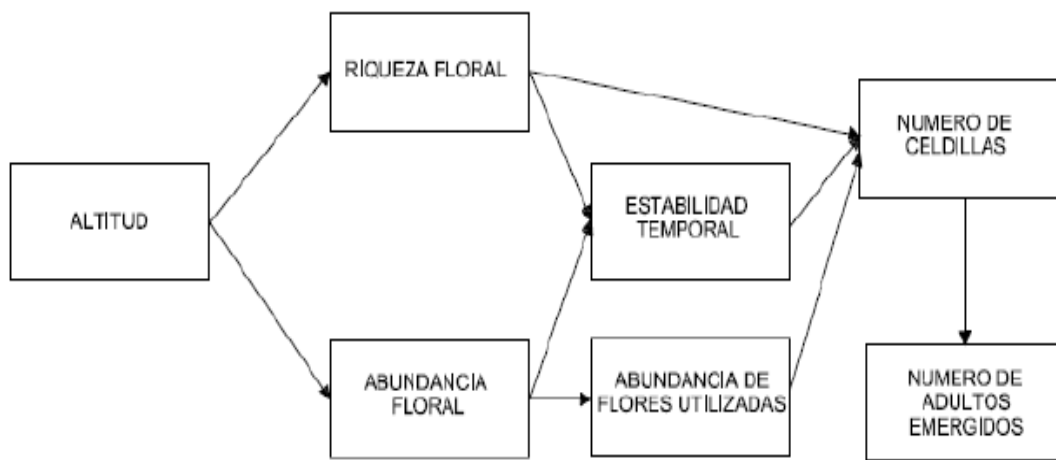 RIQUEZA FLORAL
NUMERO DE
CELDILLAS
ALTITUD
ESTABILIDAD
TEMPORAL
ABUNDANCIA
FLORAL
ABUNDANCIA DE
FLORES UTILIZADAS
NUMERO DE
ADULTOS
EMERGIDOS